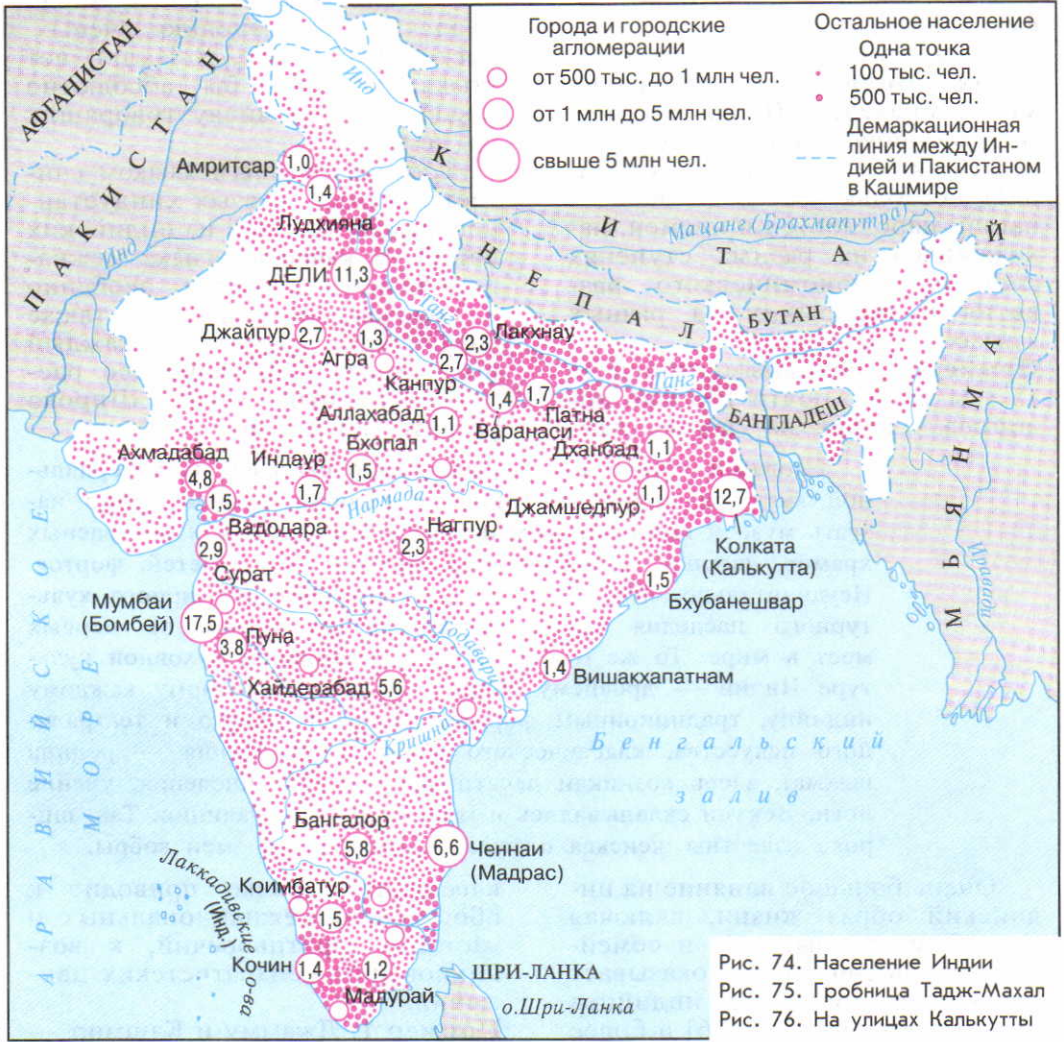 Города и городские
агломерации
от 500 тыс. до 1 млн чел.
от 1 млн до 5 млн чел.
свыше 5 млн чел.
Остальное население
Одна точка
100 тыс. чел.
500 тыс. чел.
Демаркационная
линия между Ин-
дией и Пакистаном
в Кашмире
АФГАНИСТАН
ПАКИСТАН
КИТАЙ
НЕПАЛ
БУТАН
БАНГЛАДЕШ
МЬЯНМА
Инд
Инд
Мацанг (Брахмапутра)
Амритсар 1,0
1,4
Лудхияна
ДЕЛИ 11,3
Джайпур 2,7
1,3
Агра
Ганг
2,3 Лакхнау
2,7
Канпур
1,4
Варанаси
1,7
Патна
Ганг
Аллахабад 1,1
Бхопал
1,5
Индаур
1,7
Нармада
Дханбад 1,1
Джамшедпур 1,1
12,7
Колката
(Калькутта)
Ахмадабад
4,8
1,5
Вадодара
2,9
Сурат
Нагпур
2,3
1,5
Бхубанешвар
Мумбаи
(Бомбей) 17,5
3,8 Пуна
Годавари
Хайдерабад 5,6
1,4 Вишакхапатнам
Кришна
Иравади
Бенгальский
залив
АРАВИЙСКОЕ
МОРЕ
Бангалор
5,8
6,6 Ченнаи
(Мадрас)
Лаккадивские о-ва
(Инд.)
Коимбатур
1,5
Кочин 1,4
1,2
Мадурай
ШРИ-ЛАНКА
о.Шри-Ланка
Рис. 74. Население Индии
Рис. 75. Гробница Тадж-Махал
Рис. 76. На улицах Калькутты